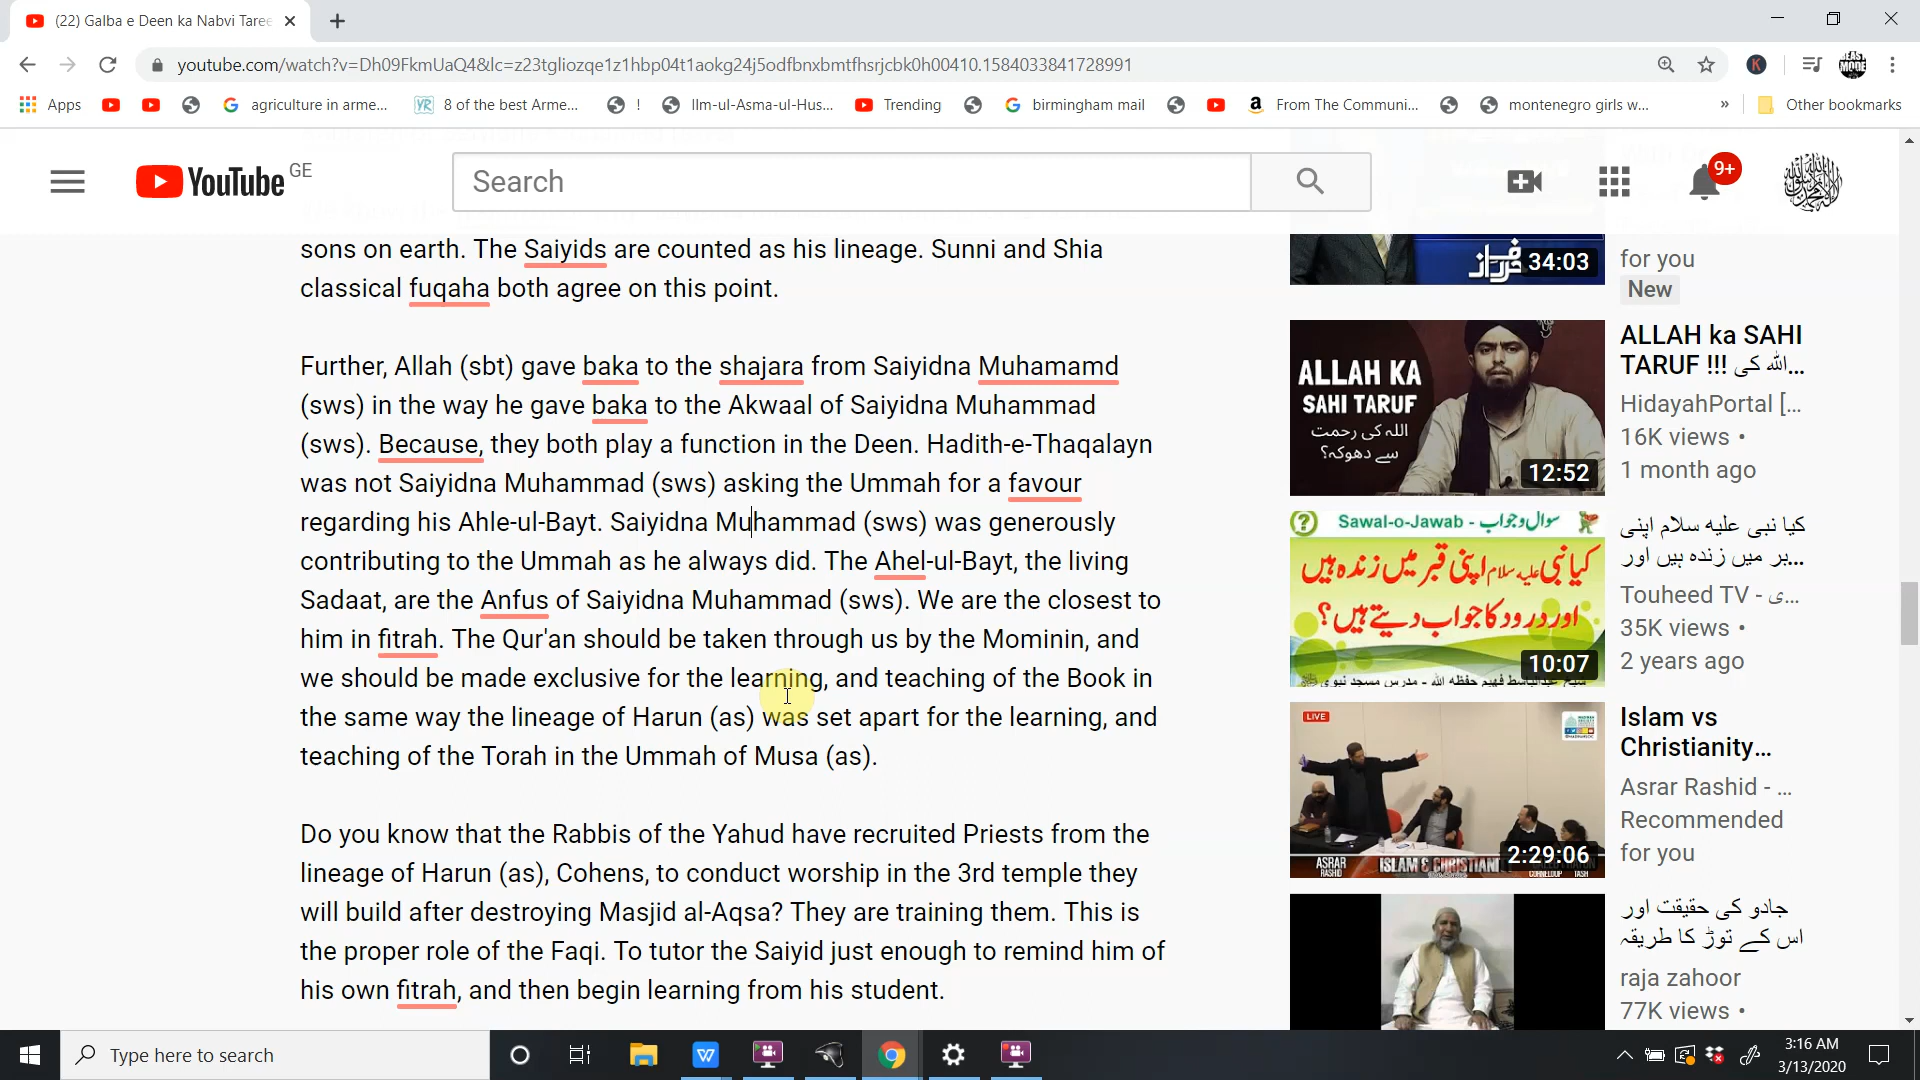 (22) Galba e Deen ka Nabvi Taree
youtube.com/watch?v=Dh09FkmUaQ4&lc=z23tgliozqe1z1hbp04t1aokg24j5odfbnxbmtfhsrjcbk0h00410.1584033841728991
K
Apps
agriculture in arme...
8 of the best Arme...
!
Ilm-ul-Asma-ul-Hus...
Trending
birmingham mail
From The Communi...
montenegro girls w...
»
Other bookmarks
YouTube GE
Search
9+
sons on earth. The Saiyids are counted as his lineage. Sunni and Shia
classical fuqaha both agree on this point.
Further, Allah (sbt) gave baka to the shajara from Saiyidna Muhamamd
(sws) in the way he gave baka to the Akwaal of Saiyidna Muhammad
(sws). Because, they both play a function in the Deen. Hadith-e-Thaqalayn
was not Saiyidna Muhammad (sws) asking the Ummah for a favour
regarding his Ahle-ul-Bayt. Saiyidna Muhammad (sws) was generously
contributing to the Ummah as he always did. The Ahel-ul-Bayt, the living
Sadaat, are the Anfus of Saiyidna Muhammad (sws). We are the closest to
him in fitrah. The Qur'an should be taken through us by the Mominin, and
we should be made exclusive for the learning, and teaching of the Book in
the same way the lineage of Harun (as) was set apart for the learning, and
teaching of the Torah in the Ummah of Musa (as).
Do you know that the Rabbis of the Yahud have recruited Priests from the
lineage of Harun (as), Cohens, to conduct worship in the 3rd temple they
will build after destroying Masjid al-Aqsa? They are training them. This is
the proper role of the Faqi. To tutor the Saiyid just enough to remind him of
his own fitrah, and then begin learning from his student.
34:03
for you
New
ALLAH KA
SAHI TARUF
اللہ کی رحمت
سے دھوکہ؟
12:52
ALLAH ka SAHI
TARUF !!! اللہ کی...
HidayahPortal [...
16K views •
1 month ago
Sawal-o-Jawab - سوال وجواب
کیا نبی علیہ سلام اپنی قبر میں زندہ ہیں
اور درود کا جواب دیتے ہیں؟
10:07
کیا نبی علیه سلام اپنی
...بر میں زندہ ہیں اور
Touheed TV - ی...
35K views •
2 years ago
LIVE
ASRAR
RASHID
ISLAM & CHRISTIANI
2:29:06
Islam vs
Christianity...
Asrar Rashid - ...
Recommended
for you
جادو کی حقیقت اور
اس کے توڑ کا طریقہ
raja zahoor
77K views •
Type here to search
W
3:16 AM
3/13/2020